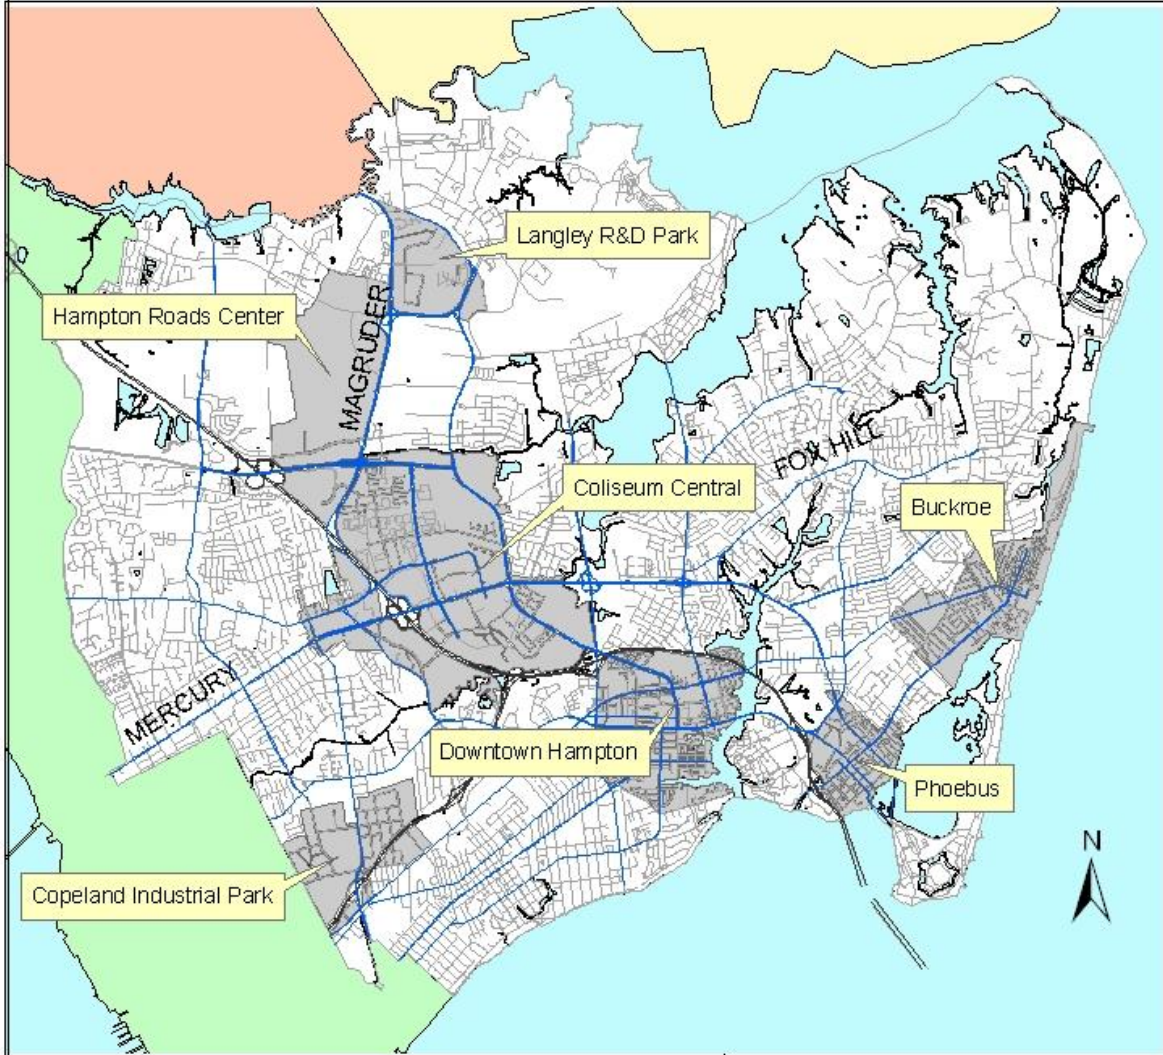 Langley R&D Park
Hampton Roads Center
MAGRUDER
FOX HILL
Coliseum Central
Buckroe
MERCURY
Downtown Hampton
Phoebus
N
Copeland Industrial Park